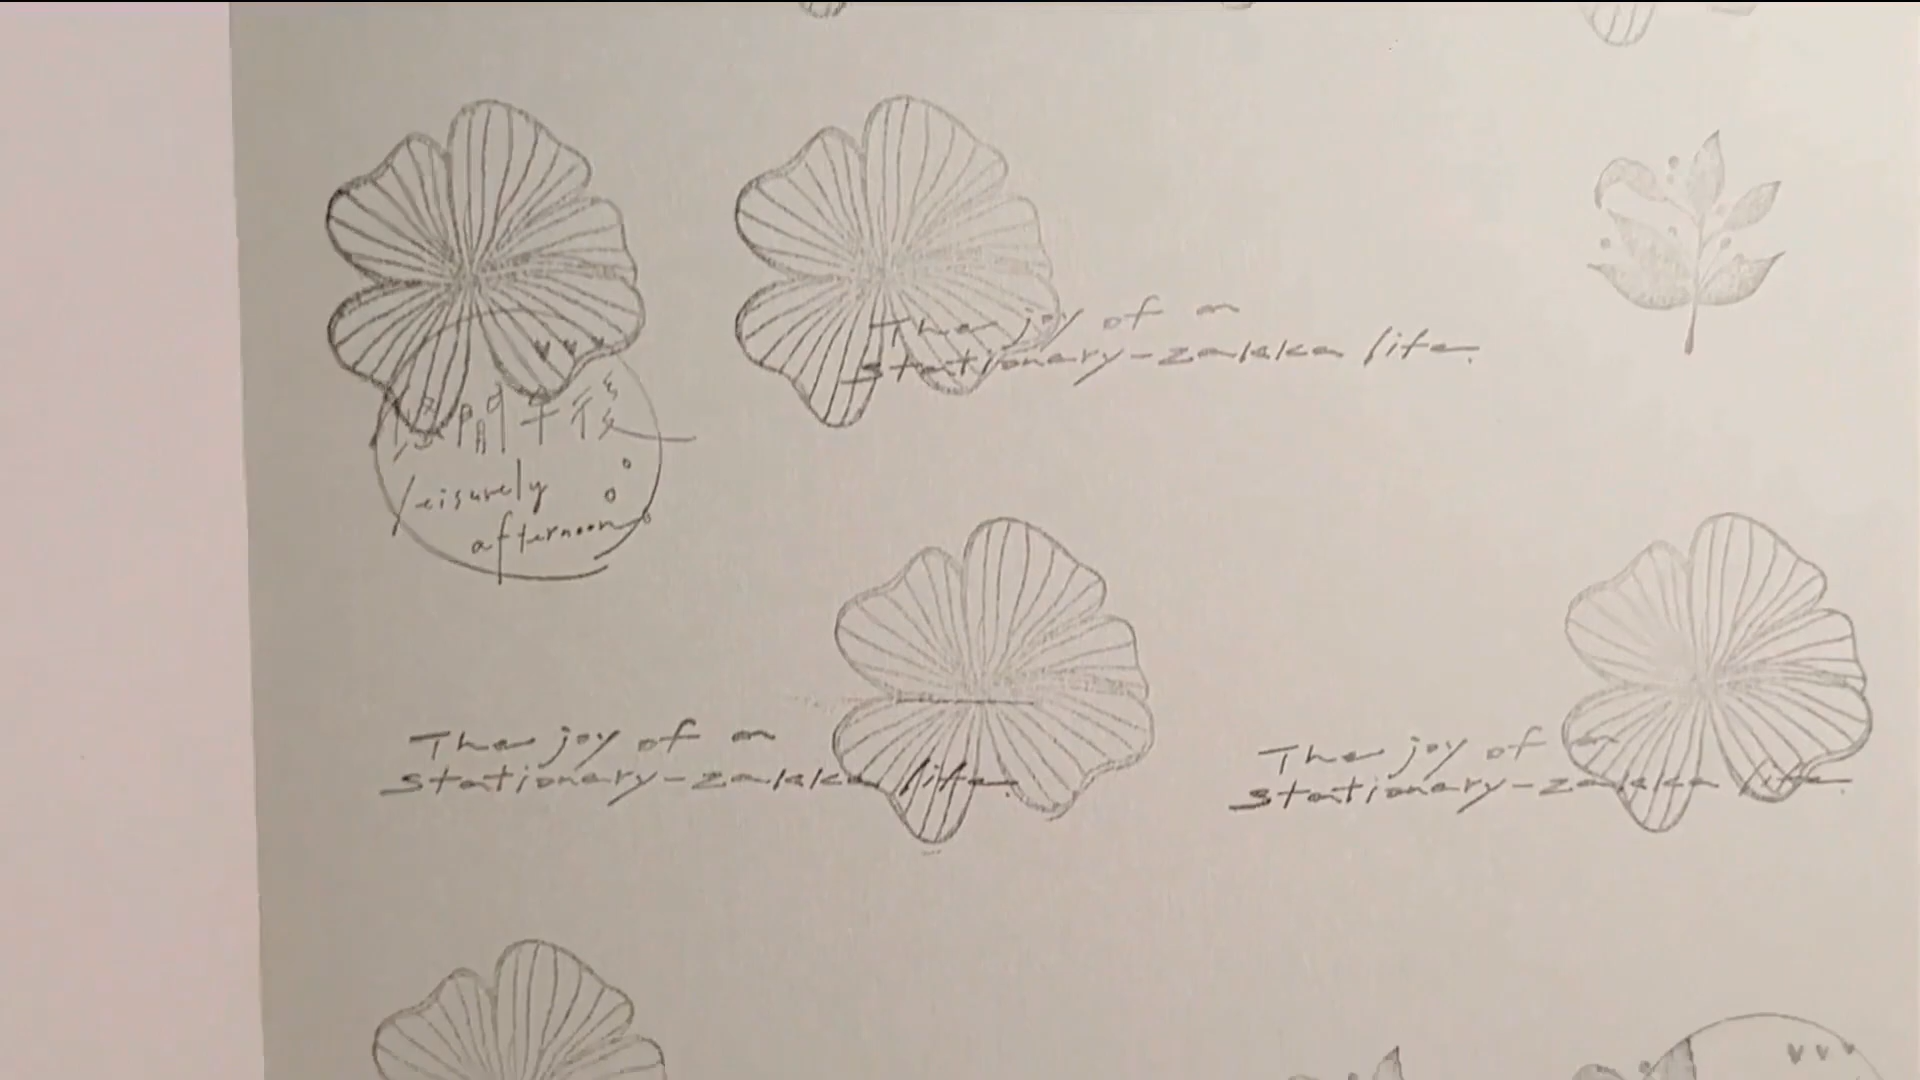 悠閒午後
leisurely
afternoon
The joy of a
stationary-zakka life.
The joy of a
stationary-zakka life.
The joy of a
stationary-zakka life.